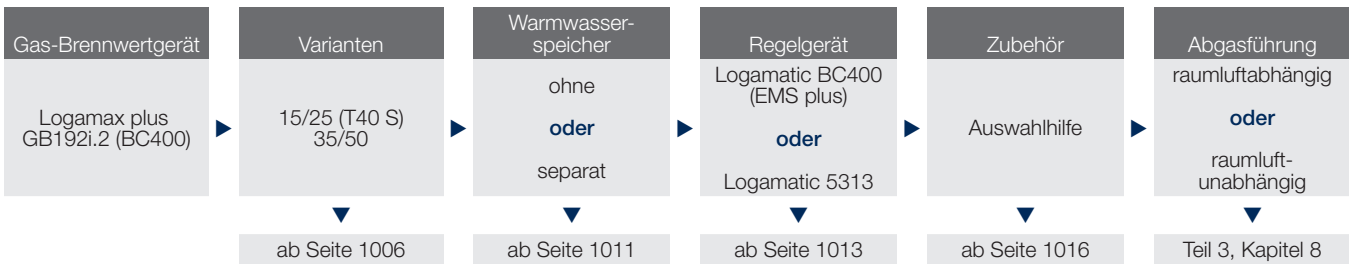 Gas-Brennwertgerät
Logamax plus
GB192i.2 (BC400)
Varianten
15/25 (T40 S)
35/50
ab Seite 1006
Warmwasser-
speicher
ohne
oder
separat
ab Seite 1011
Regelgerät
Logamatic BC400
(EMS plus)
oder
Logamatic 5313
ab Seite 1013
Zubehör
Auswahlhilfe
ab Seite 1016
Abgasführung
raumluftabhängig
oder
raumluft-
unabhängig
Teil 3, Kapitel 8